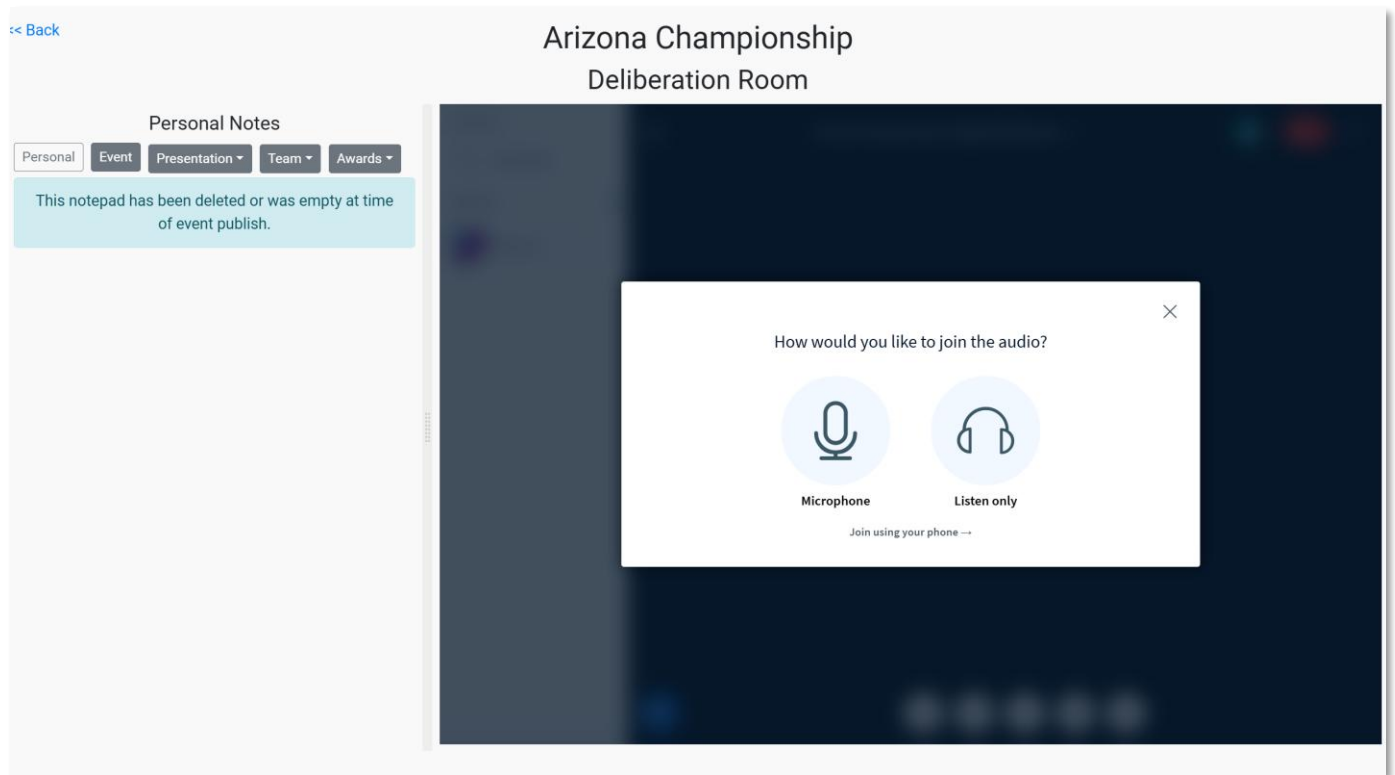 << Back
Arizona Championship
Deliberation Room
Personal Notes
Personal Event Presentation Team Awards
This notepad has been deleted or was empty at time
of event publish.
How would you like to join the audio?
Microphone Listen only
Join using your phone →